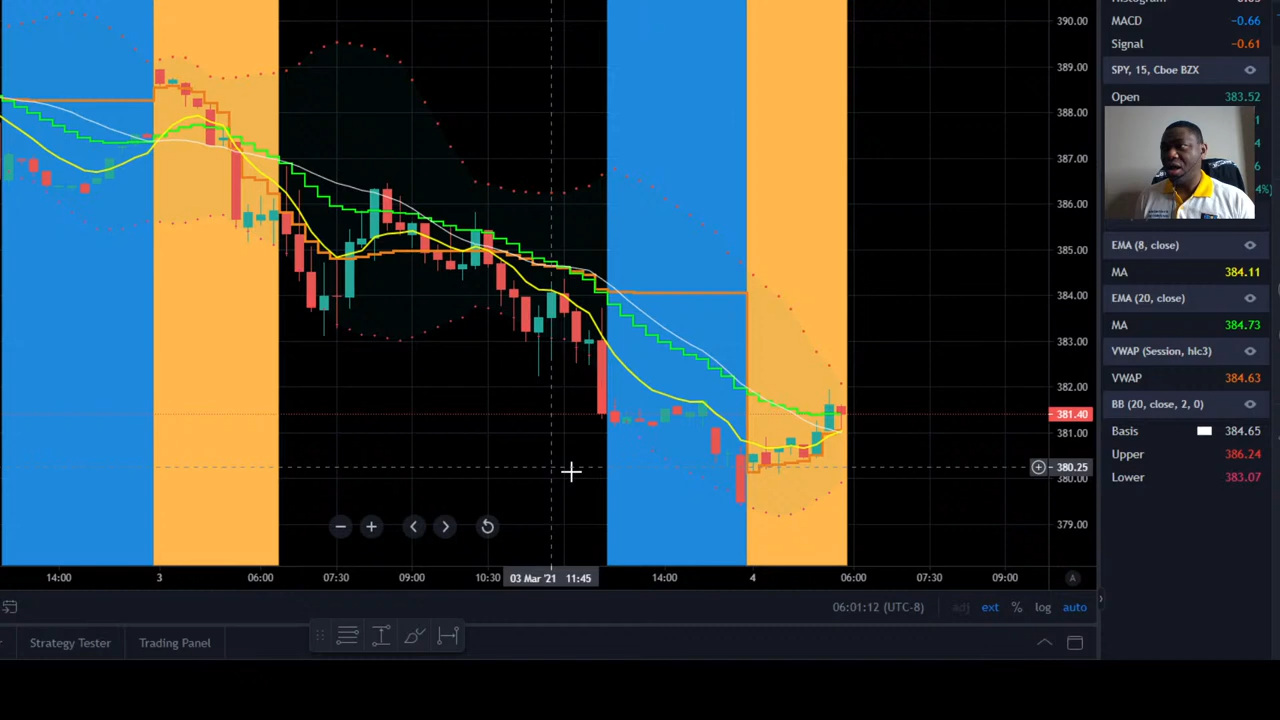 390.00
389.00
388.00
387.00
386.00
385.00
384.00
383.00
382.00
381.40
381.00
380.25
380.00
379.00
14:00
3
06:00
07:30
09:00
10:30
03 Mar '21 11:45
14:00
4
06:00
07:30
09:00
A
06:01:12 (UTC-8)
adj
ext
%
log
auto
Strategy Tester
Trading Panel
MACD −0.66
Signal −0.61
SPY, 15, Cboe BZX
Open 383.52
1
4
6
4%)
EMA (8, close)
MA 384.11
EMA (20, close)
MA 384.73
VWAP (Session, hlc3)
VWAP 384.63
BB (20, close, 2, 0)
Basis 384.65
Upper 386.24
Lower 383.07